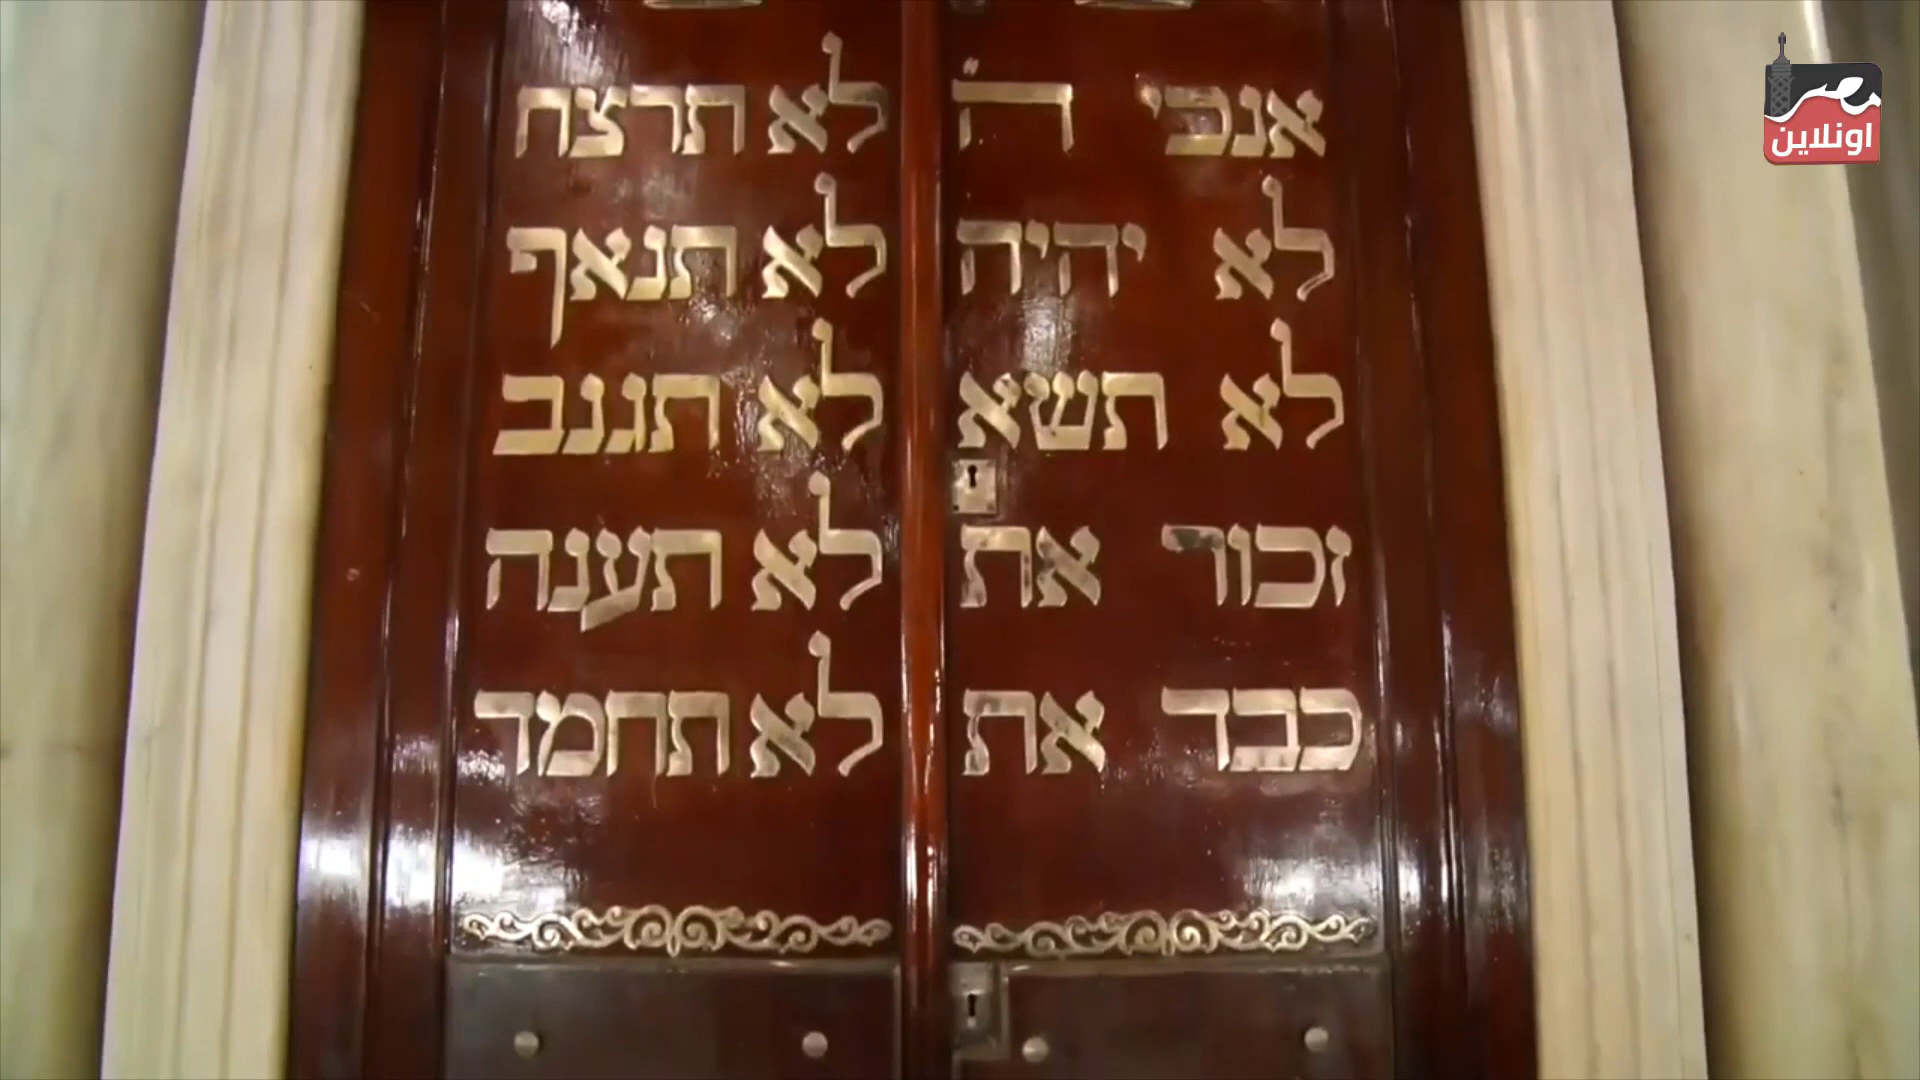 אנכי ה״
לא יהיה
לא תשא
זכור את
כבד את
לא תרצח
לא תנאף
לא תגנב
לא תענה
לא תחמד
مصر
اونلاين